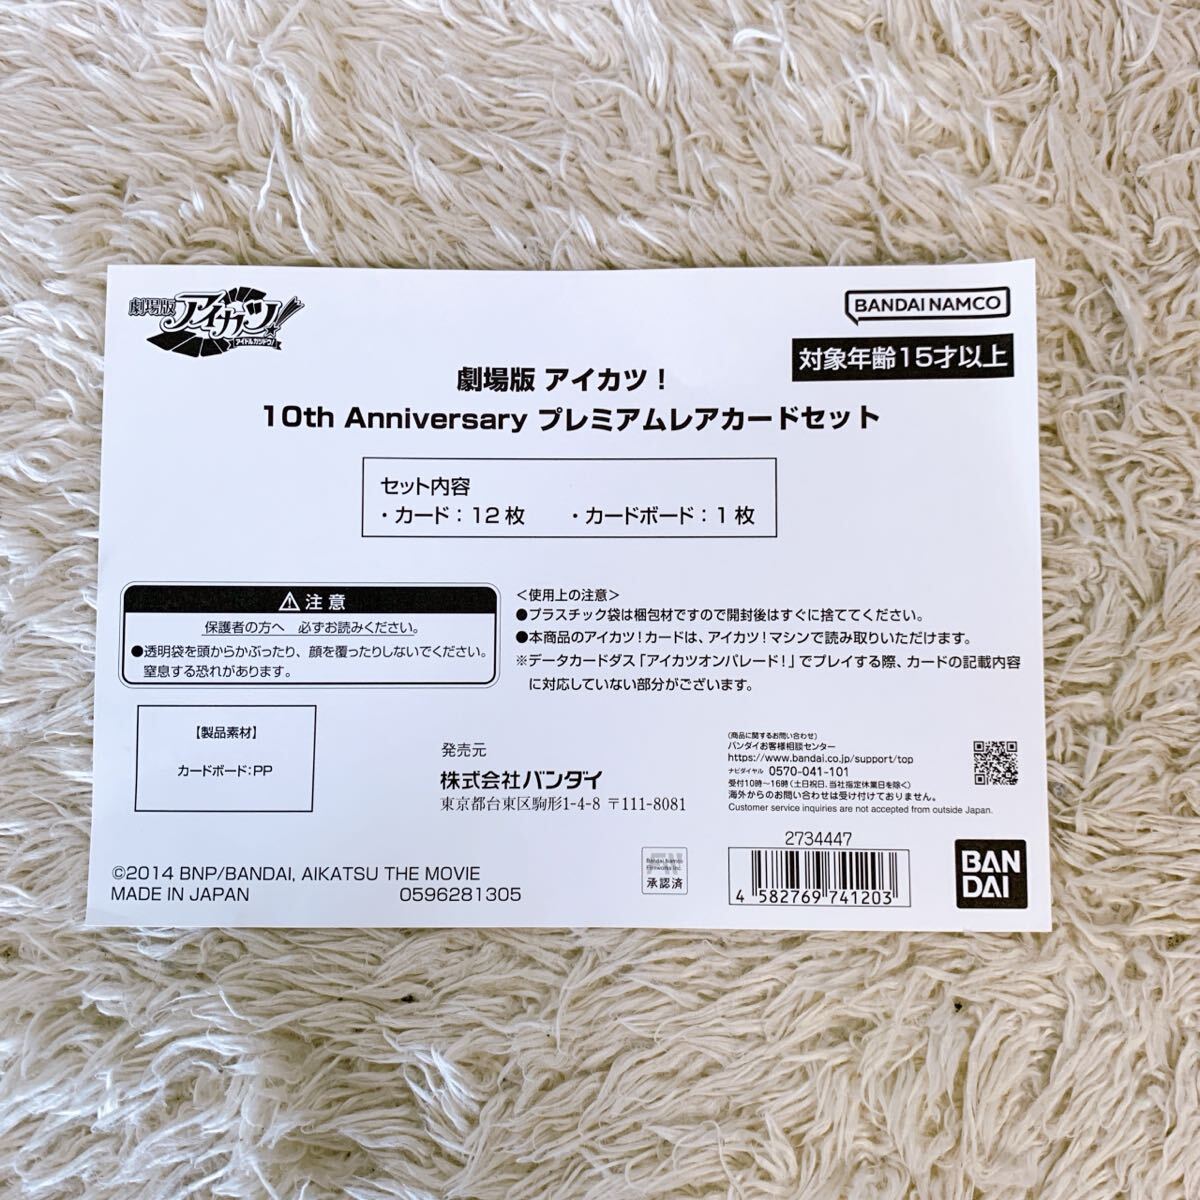 劇場版
アイカツ!
アイドルカツドウ!
BANDAI NAMCO
対象年齢15才以上
劇場版 アイカツ!
10th Anniversary プレミアムレアカードセット
セット内容
・カード:12枚 ・カードボード:1枚
⚠注意
保護者の方へ 必ずお読みください。
●透明袋を頭からかぶったり、顔を覆ったりしないでください。
窒息する恐れがあります。
<使用上の注意>
●プラスチック袋は梱包材ですので開封後はすぐに捨ててください。
●本商品のアイカツ!カードは、アイカツ!マシンで読み取りいただけます。
※データカードダス「アイカツオンパレード!」でプレイする際、カードの記載内容
に対応していない部分がございます。
【製品素材】
カードボード:PP
発売元
株式会社バンダイ
東京都台東区駒形1-4-8 〒111-8081
(商品に関するお問い合わせ)
バンダイお客様相談センター
https://www.bandai.co.jp/support/top
ナビダイヤル 0570-041-101
受付10時~16時(土日祝日、当社指定休業日を除く)
海外からのお問い合わせは受け付けておりません。
Customer service inquiries are not accepted from outside Japan.
©2014 BNP/BANDAI, AIKATSU THE MOVIE
MADE IN JAPAN 0596281305
Bandai Namco
Filmworks Inc.
承認済
2734447
4 582769 741203
BAN
DAI